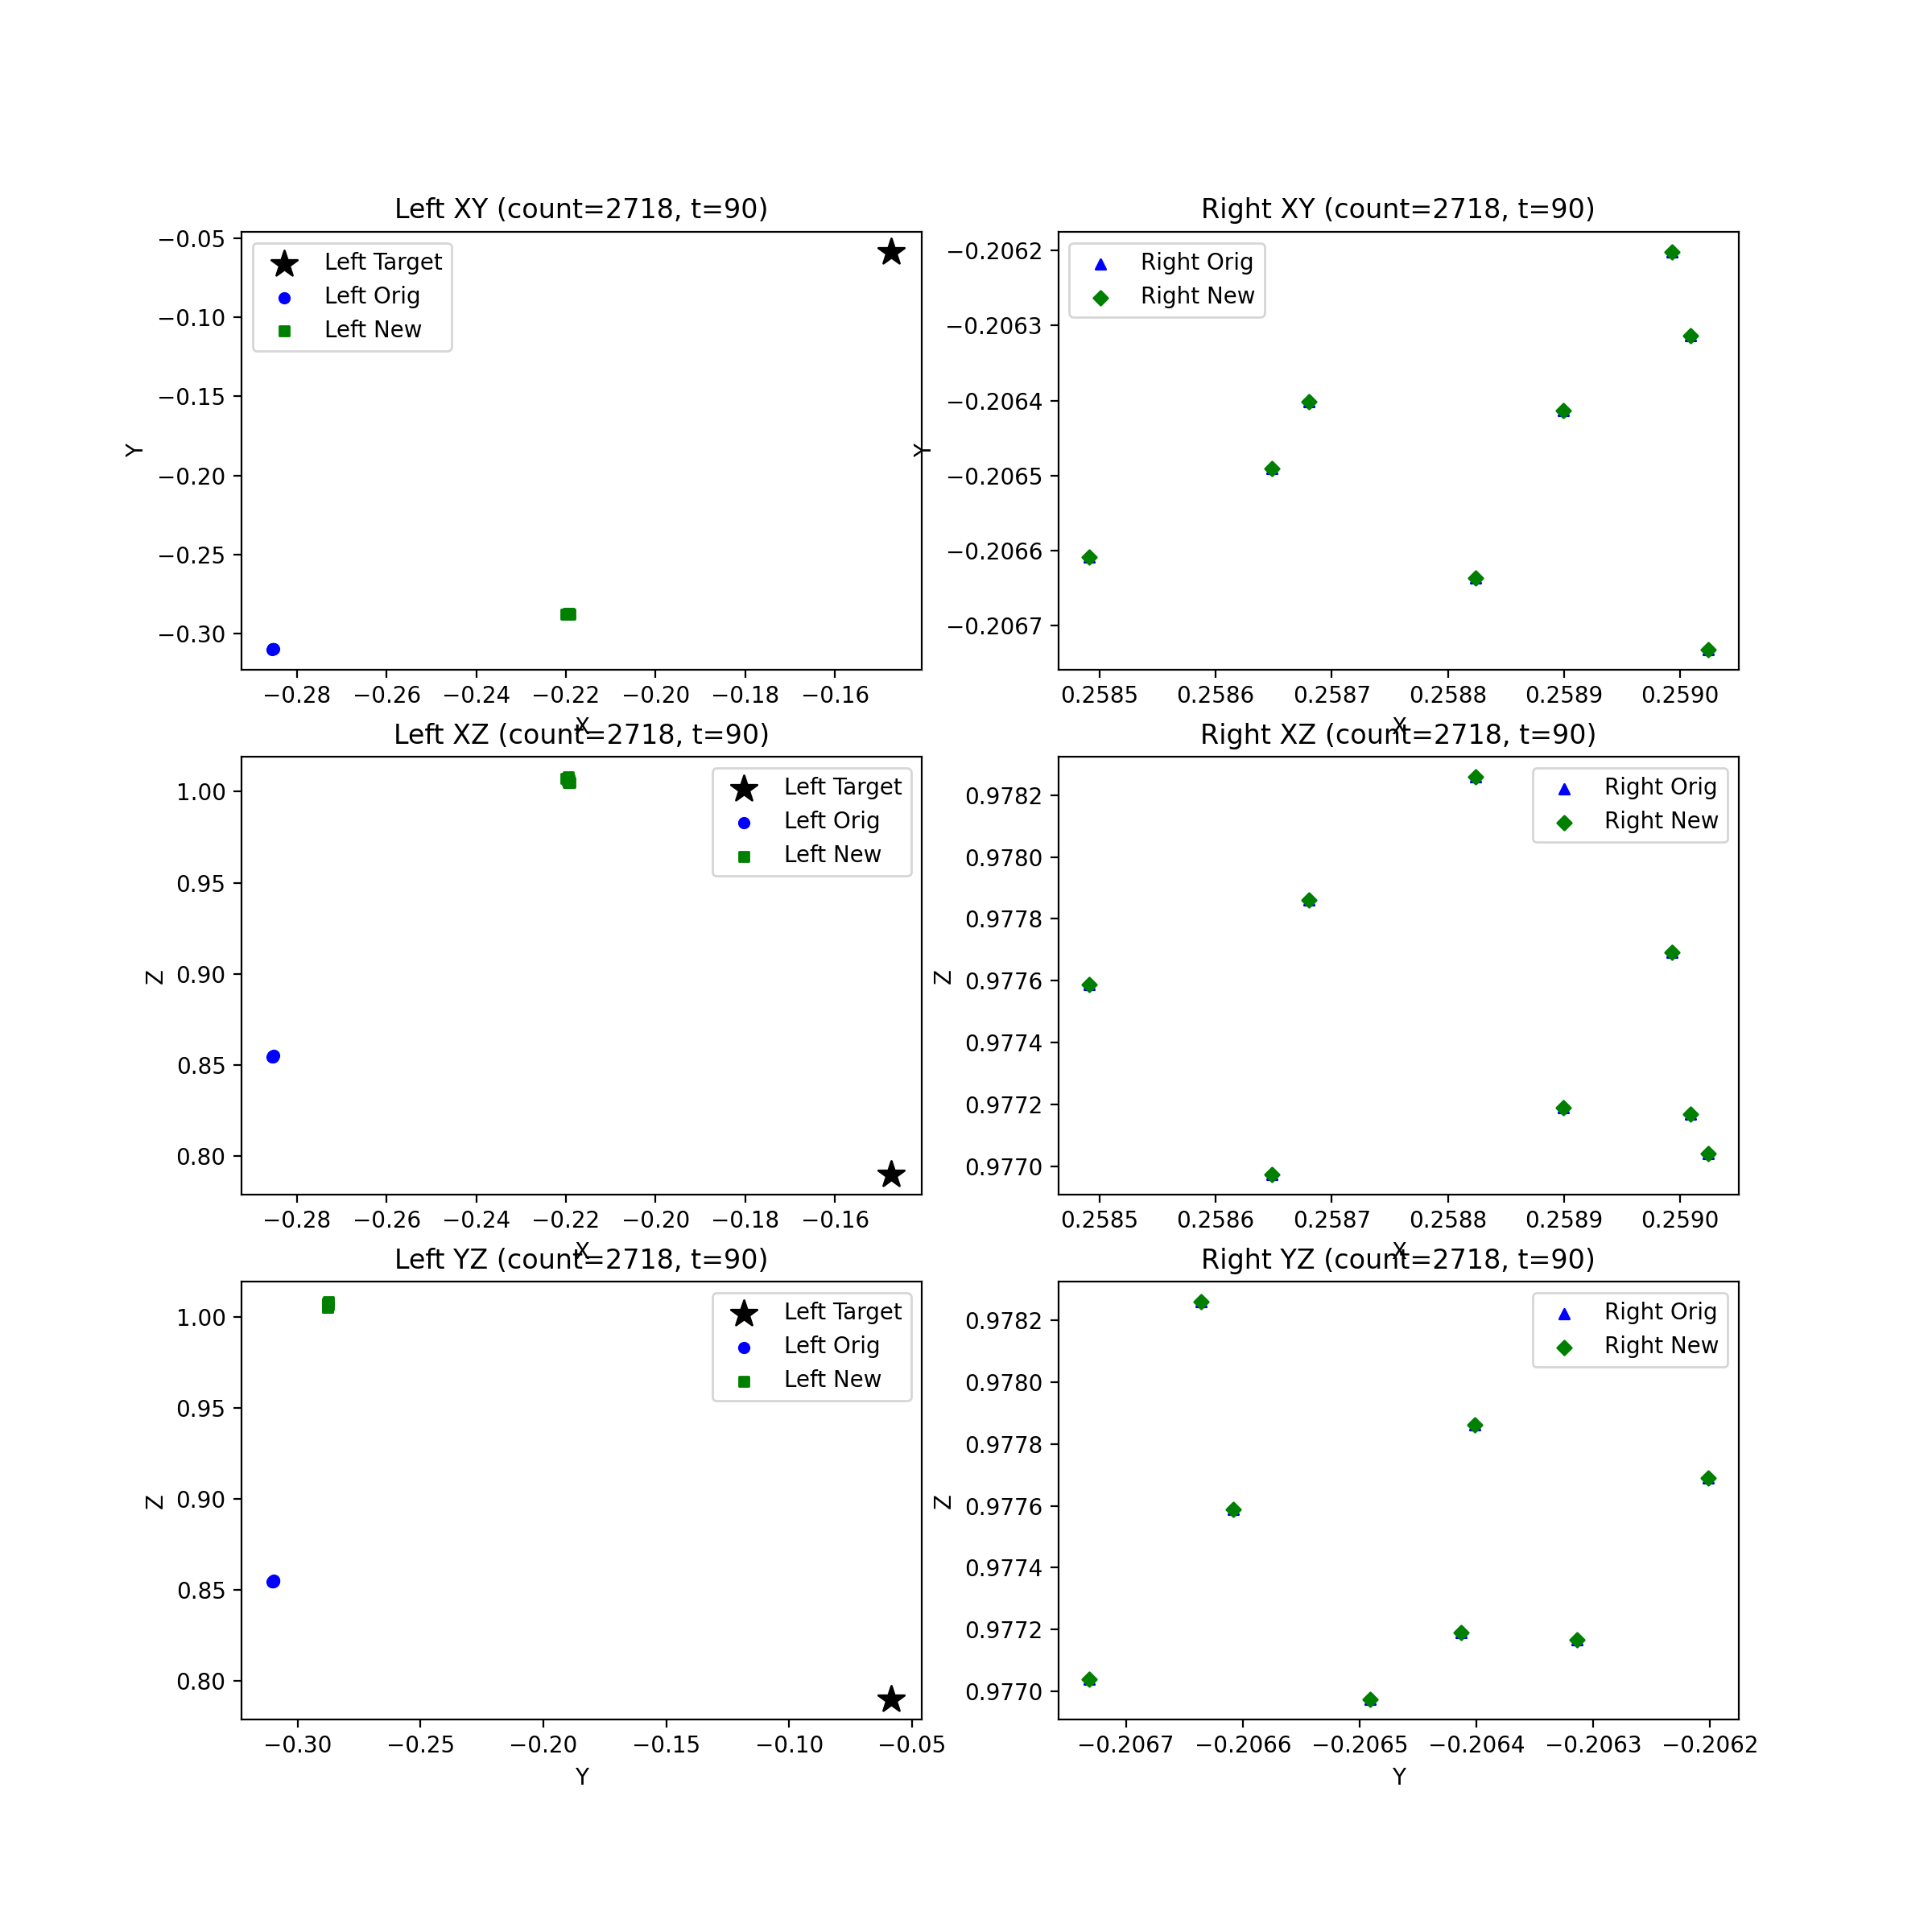 Left XY (count=2718, t=90)
−0.05
−0.10
−0.15
−0.20
−0.25
−0.30
Y
Left Target
Left Orig
Left New
−0.28 −0.26 −0.24 −0.22 −0.20 −0.18 −0.16
X
Right XY (count=2718, t=90)
−0.2062
−0.2063
−0.2064
−0.2065
−0.2066
−0.2067
Y
Right Orig
Right New
0.2585 0.2586 0.2587 0.2588 0.2589 0.2590
X
Left XZ (count=2718, t=90)
1.00
0.95
0.90
0.85
0.80
Z
Left Target
Left Orig
Left New
−0.28 −0.26 −0.24 −0.22 −0.20 −0.18 −0.16
X
Right XZ (count=2718, t=90)
0.9782
0.9780
0.9778
0.9776
0.9774
0.9772
0.9770
Z
Right Orig
Right New
0.2585 0.2586 0.2587 0.2588 0.2589 0.2590
X
Left YZ (count=2718, t=90)
1.00
0.95
0.90
0.85
0.80
Z
Left Target
Left Orig
Left New
−0.30 −0.25 −0.20 −0.15 −0.10 −0.05
Y
Right YZ (count=2718, t=90)
0.9782
0.9780
0.9778
0.9776
0.9774
0.9772
0.9770
Z
Right Orig
Right New
−0.2067 −0.2066 −0.2065 −0.2064 −0.2063 −0.2062
Y